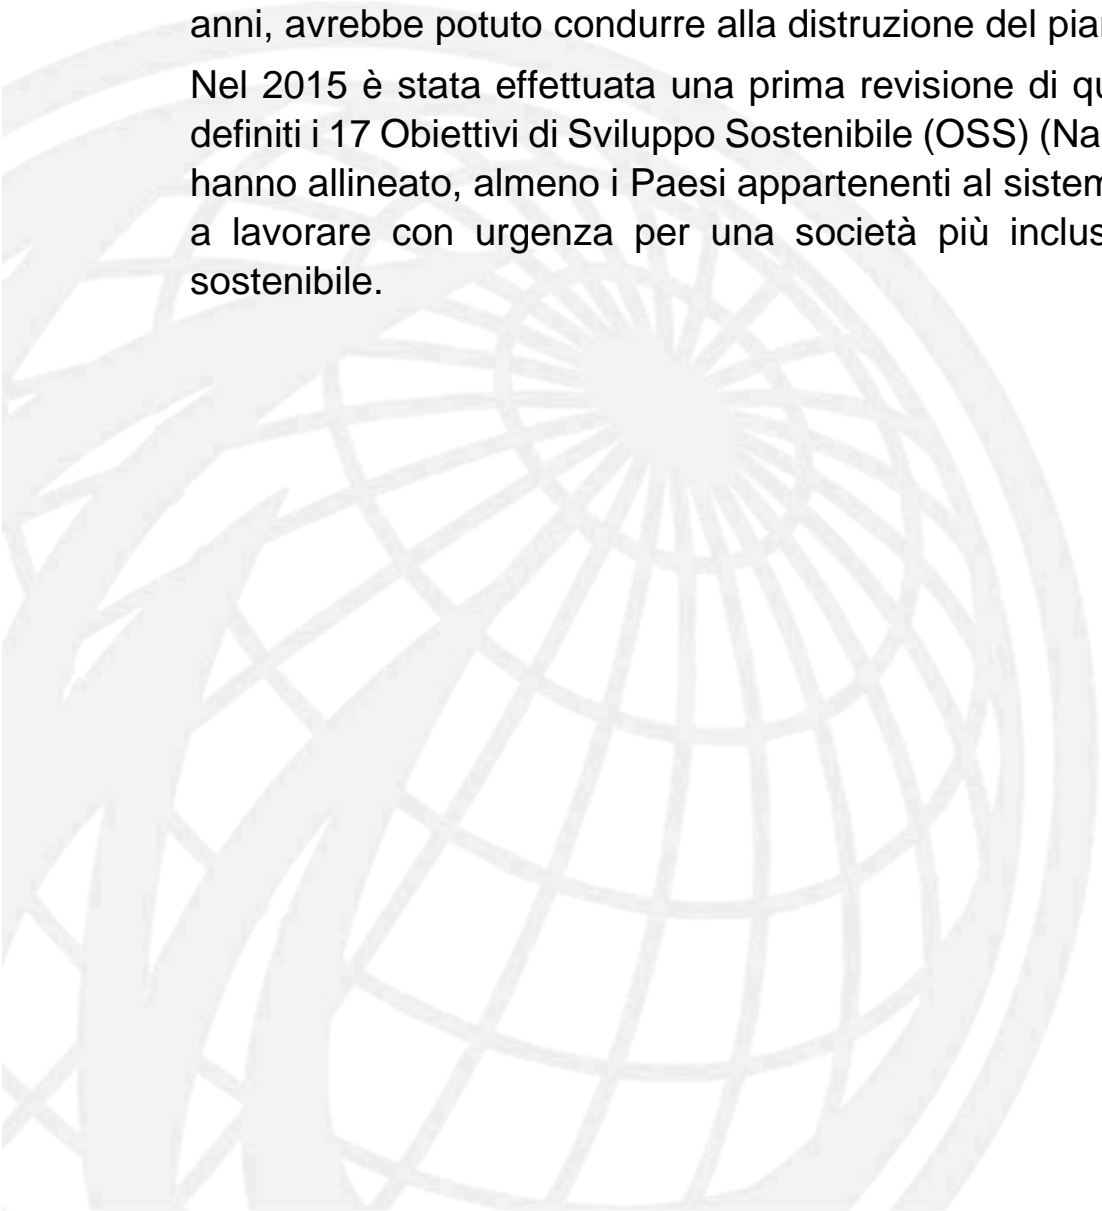 anni, avrebbe potuto condurre alla distruzione del
Nel 2015 è stata effettuata una prima revisione di
definiti i 17 Obiettivi di Sviluppo Sostenibile (OSS)
hanno allineato, almeno i Paesi appartenenti al
a lavorare con urgenza per una società più
sostenibile.